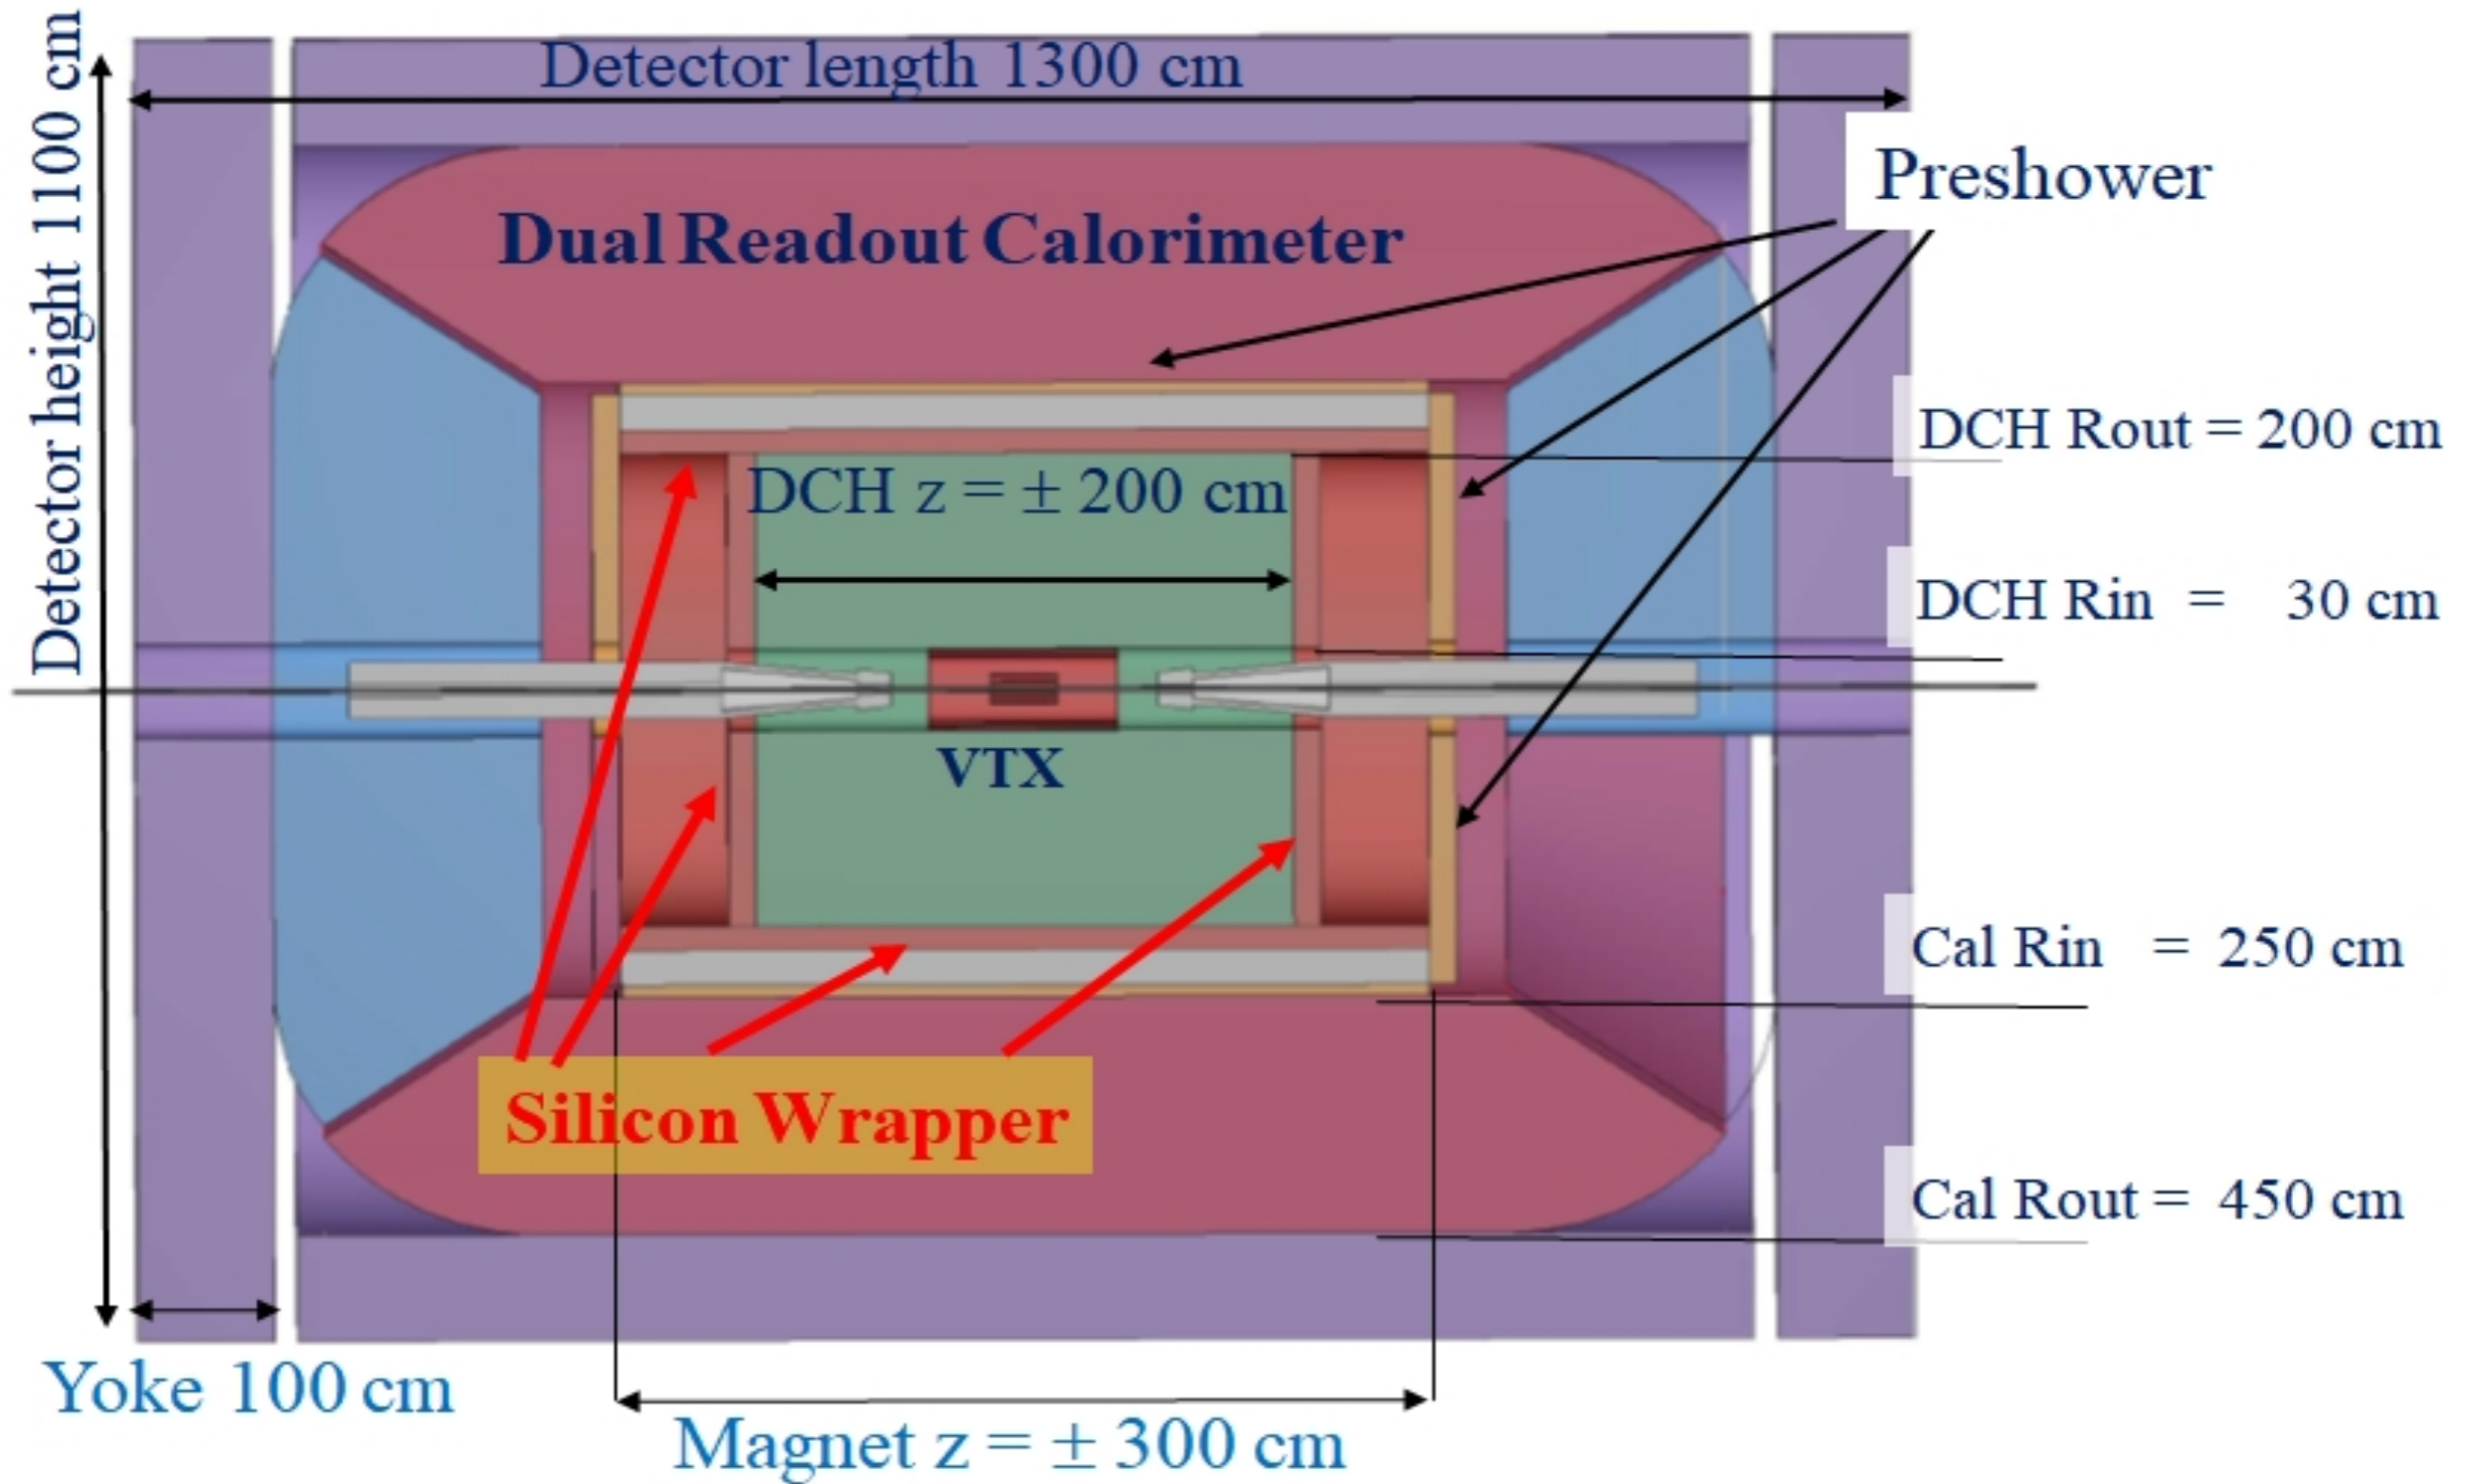 Detector length 1300 cm
Detector height 1100 cm
Preshower
Dual Readout Calorimeter
DCH Rout = 200 cm
DCH z = ± 200 cm
DCH Rin = 30 cm
VTX
Cal Rin = 250 cm
Silicon Wrapper
Cal Rout = 450 cm
Yoke 100 cm
Magnet z = ± 300 cm